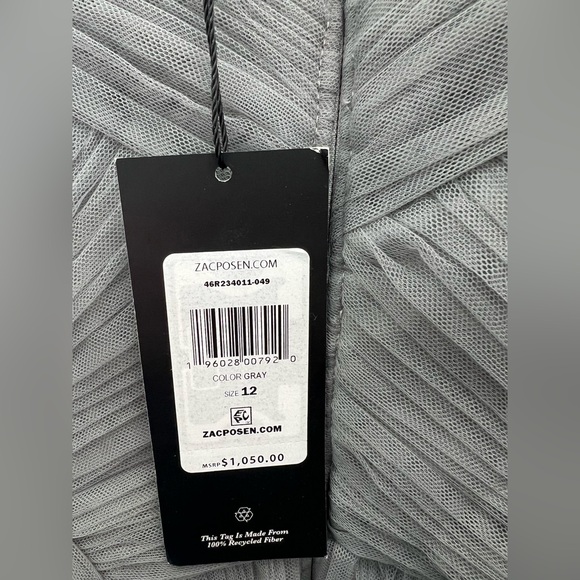 ZACPOSEN.COM
46R234011-049
1 96028 00792 0
COLOR GRAY
SIZE 12
ZACPOSEN.COM
MSRP $1,050.00
This Tag Is Made From
100% Recycled Fiber